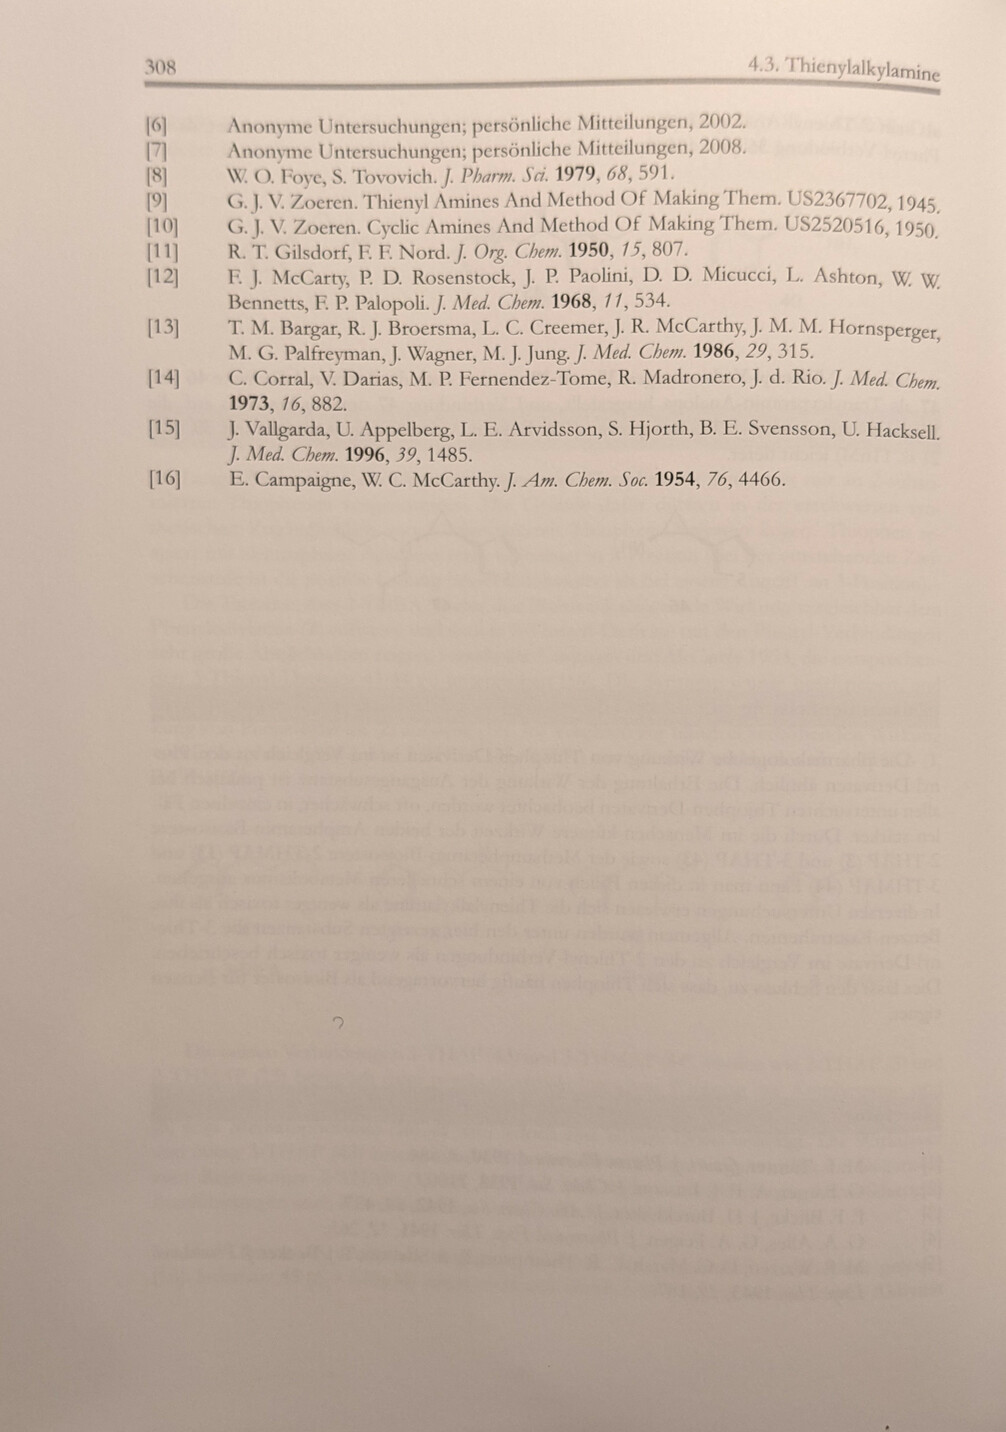 308
4.3. Thienylalkylamine
[6] Anonyme Untersuchungen; persönliche Mitteilungen, 2002.
[7] Anonyme Untersuchungen; persönliche Mitteilungen, 2008.
[8] W. O. Foye, S. Tovovich. J. Pharm. Sci. 1979, 68, 591.
[9] G. J. V. Zoeren. Thienyl Amines And Method Of Making Them. US2367702, 1945.
[10] G. J. V. Zoeren. Cyclic Amines And Method Of Making Them. US2520516, 1950.
[11] R. T. Gilsdorf, F. F. Nord. J. Org. Chem. 1950, 15, 807.
[12] F. J. McCarty, P. D. Rosenstock, J. P. Paolini, D. D. Micucci, L. Ashton, W. W.
Bennetts, F. P. Palopoli. J. Med. Chem. 1968, 11, 534.
[13] T. M. Bargar, R. J. Broersma, L. C. Creemer, J. R. McCarthy, J. M. M. Hornsperger,
M. G. Palfreyman, J. Wagner, M. J. Jung. J. Med. Chem. 1986, 29, 315.
[14] C. Corral, V. Darias, M. P. Fernendez-Tome, R. Madronero, J. d. Rio. J. Med. Chem.
1973, 16, 882.
[15] J. Vallgarda, U. Appelberg, L. E. Arvidsson, S. Hjorth, B. E. Svensson, U. Hacksell.
J. Med. Chem. 1996, 39, 1485.
[16] E. Campaigne, W. C. McCarthy. J. Am. Chem. Soc. 1954, 76, 4466.